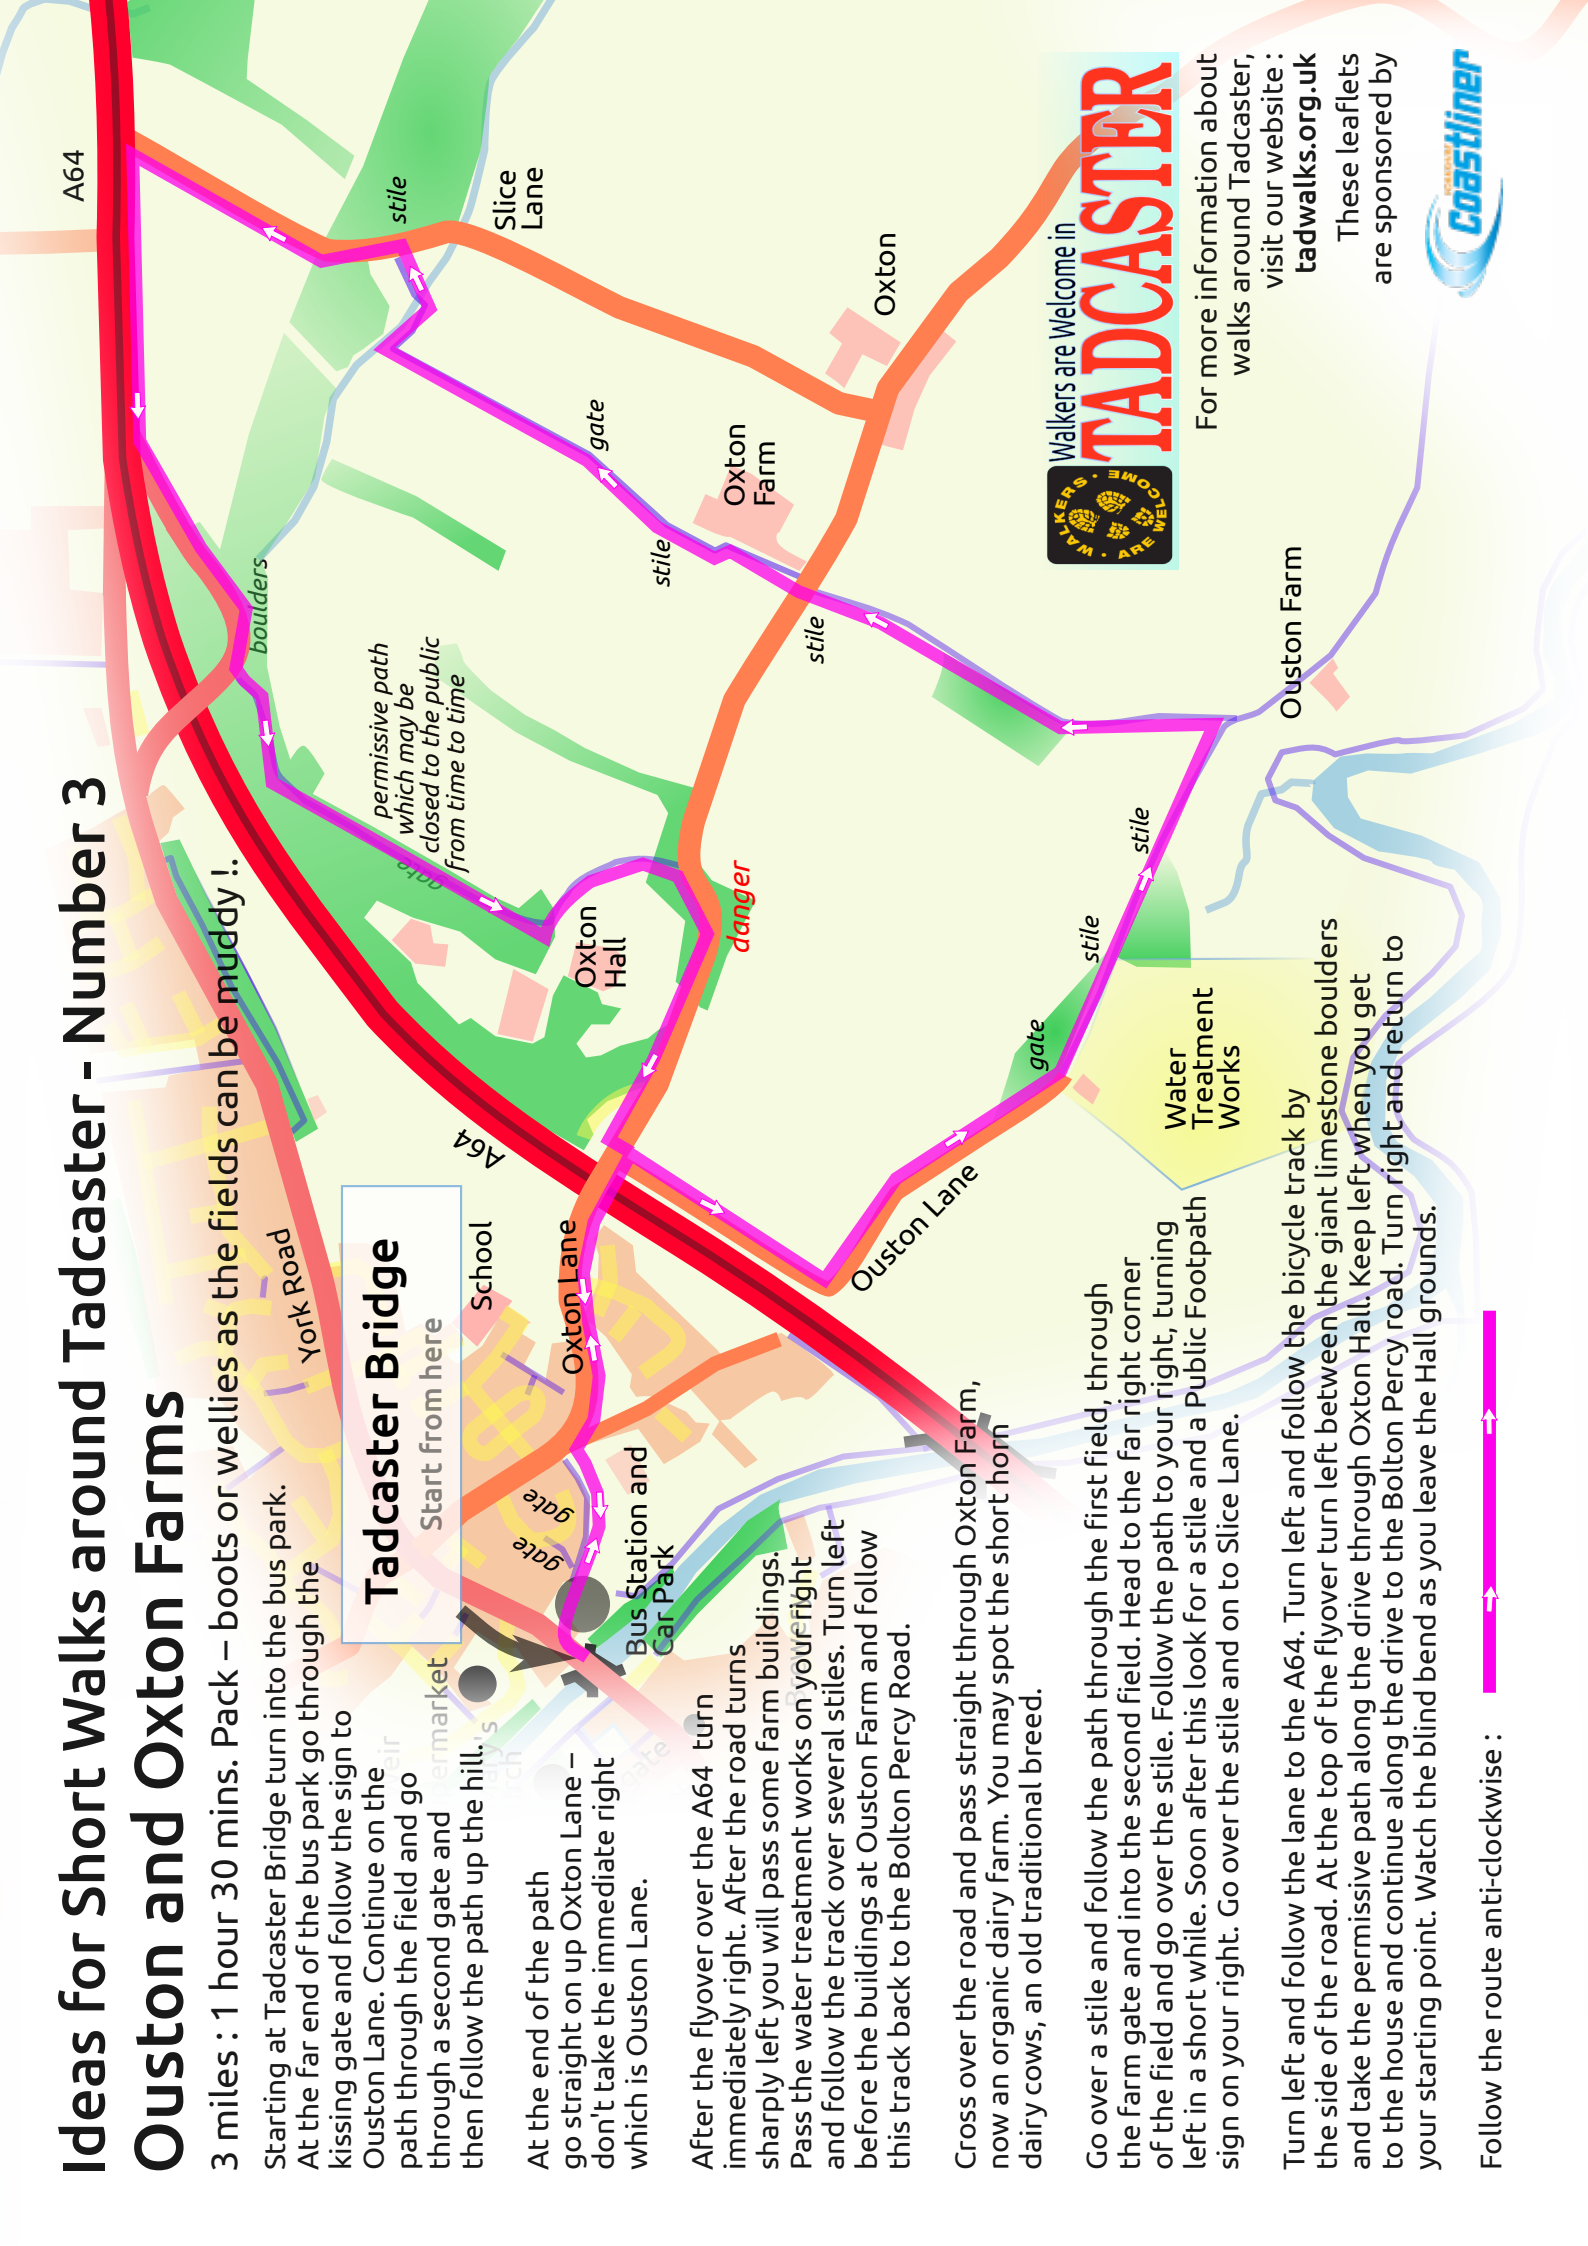 Ideas for Short Walks around Tadcaster - Number 3
Ouston and Oxton Farms
3 miles : 1 hour 30 mins. Pack – boots or wellies as the fields can be muddy !.
Starting at Tadcaster Bridge turn into the bus park.
At the far end of the bus park go through the
kissing gate and follow the sign to
Ouston Lane. Continue on the
path through the field and go
through a second gate and
then follow the path up the hill.
At the end of the path
go straight on up Oxton Lane –
don't take the immediate right
which is Ouston Lane.
After the flyover over the A64 turn
immediately right. After the road turns
sharply left you will pass some farm buildings.
Pass the water treatment works on your right
and follow the track over several stiles. Turn left
before the buildings at Ouston Farm and follow
this track back to the Bolton Percy Road.
Cross over the road and pass straight through Oxton Farm,
now an organic dairy farm. You may spot the short horn
dairy cows, an old traditional breed.
Go over a stile and follow the path through the first field, through
the farm gate and into the second field. Head to the far right corner
of the field and go over the stile. Follow the path to your right, turning
left in a short while. Soon after this look for a stile and a Public Footpath
sign on your right. Go over the stile and on to Slice Lane.
Turn left and follow the lane to the A64. Turn left and follow the bicycle track by
the side of the road. At the top of the flyover turn left between the giant limestone boulders
and take the permissive path along the drive through Oxton Hall. Keep left when you get
to the house and continue along the drive to the Bolton Percy road. Turn right and return to
your starting point. Watch the blind bend as you leave the Hall grounds.
Follow the route anti-clockwise :
York Road
Tadcaster Bridge
Start from here
School
Oxton Lane
gate
gate
Bus Station and
Car Park
Brewery
gate
A64
Ouston Lane
gate
stile
stile
Water
Treatment
Works
Ouston Farm
stile
danger
Oxton
Hall
gate
permissive path
which may be
closed to the public
from time to time
boulders
stile
gate
Oxton
Farm
Oxton
Slice
Lane
stile
A64
Walkers are Welcome in
TADCASTER
WALKERS • ARE WELCOME •
For more information about
walks around Tadcaster,
visit our website :
tadwalks.org.uk
These leaflets
are sponsored by
Coastliner